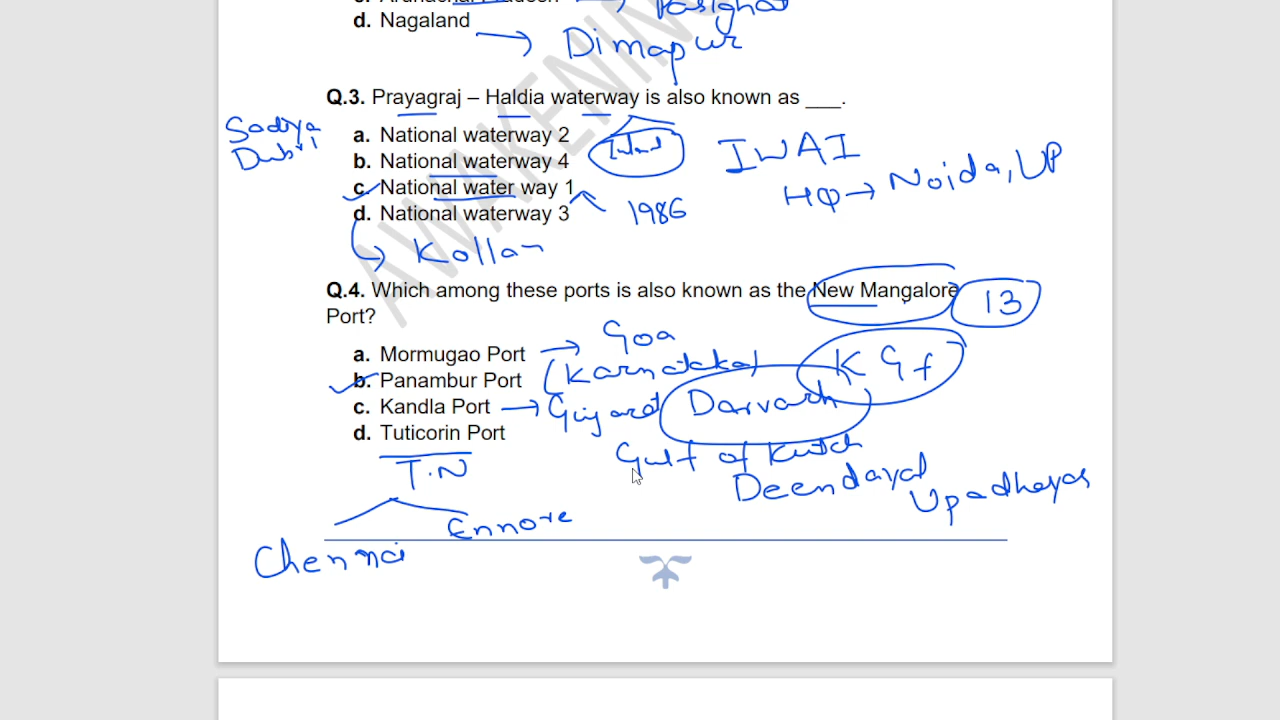 d. Nagaland
Dimapur
Q.3. Prayagraj – Haldia waterway is also known as ___.
Sadiya
Dubri
a. National waterway 2
b. National waterway 4
c. National water way 1
d. National waterway 3
Inland
IWAI
HQ → Noida, UP
1986
Kollam
Q.4. Which among these ports is also known as the New Mangalore
Port?
13
a. Mormugao Port → Goa
b. Panambur Port (Karnataka)
KGf
c. Kandla Port → Gujarat
d. Tuticorin Port
Gulf of Kutch
Deendayal
Upadhayas
T.N
Chennai
Ennore
AWAKENING